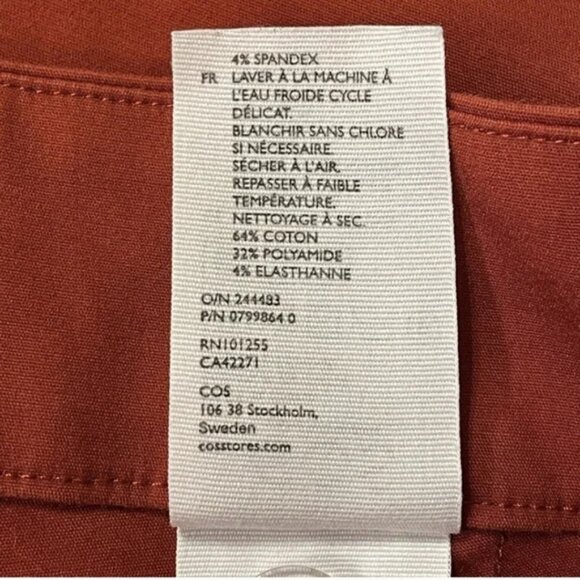 4% SPANDEX
FR LAVER À LA MACHINE À
L'EAU FROIDE CYCLE
DÉLICAT.
BLANCHIR SANS CHLORE
SI NÉCESSAIRE.
SÉCHER À L'AIR.
REPASSER À FAIBLE
TEMPÉRATURE.
NETTOYAGE À SEC.
64% COTON
32% POLYAMIDE
4% ELASTHANNE
O/N 244483
P/N 0799864 0
RN101255
CA42271
COS
106 38 Stockholm,
Sweden
cosstores.com